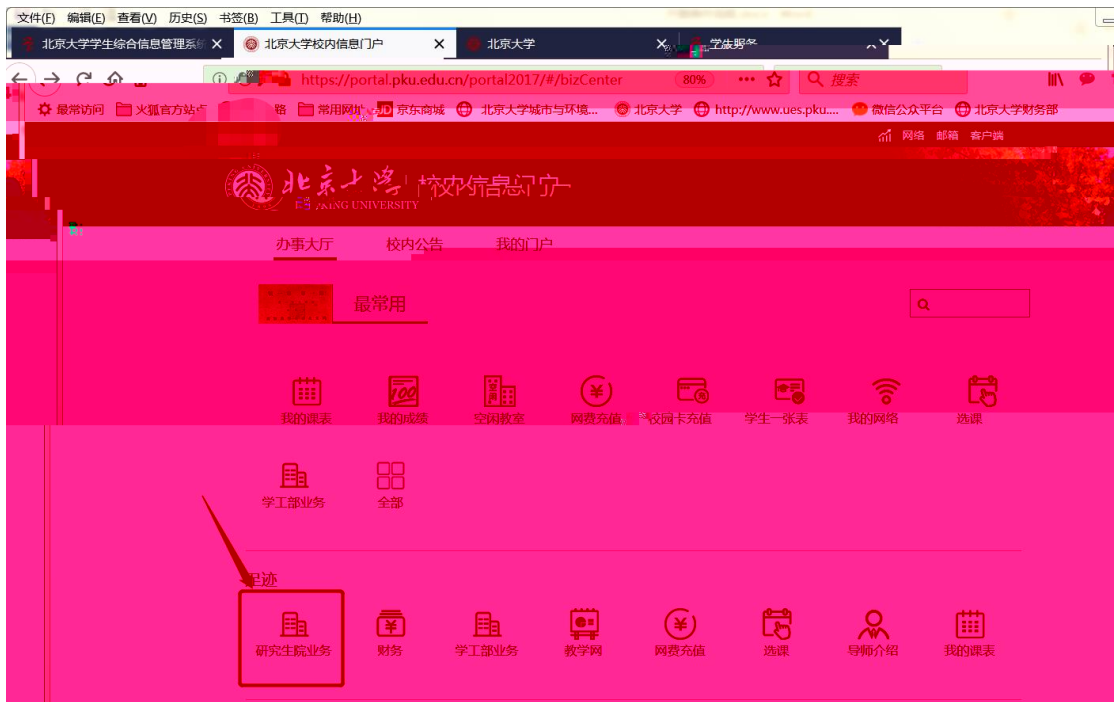 文件(F) 编辑(E) 查看(V) 历史(S) 书签(B) 工具(T) 帮助(H)
北京大学学生综合信息管理系统 北京大学校内信息门户 北京大学
https://portal.pku.edu.cn/portal2017/#/bizCenter 80% 搜索
最常访问 火狐官方站点 常用网址 JD 京东商城 北京大学城市与环境... 北京大学 http://www.ues.pku.... 微信公众平台 北京大学财务部
网络 邮箱 客户端
北京大学 校内信息门户
UNIVERSITY
办事大厅 校内公告 我的门户
最常用
我的课表 我的成绩 空闲教室 网费充值 校园卡充值 学生一张表 我的网络 选课
学工部业务 全部
足迹
研究生院业务 财务 学工部业务 教学网 网费充值 选课 导师介绍 我的课表